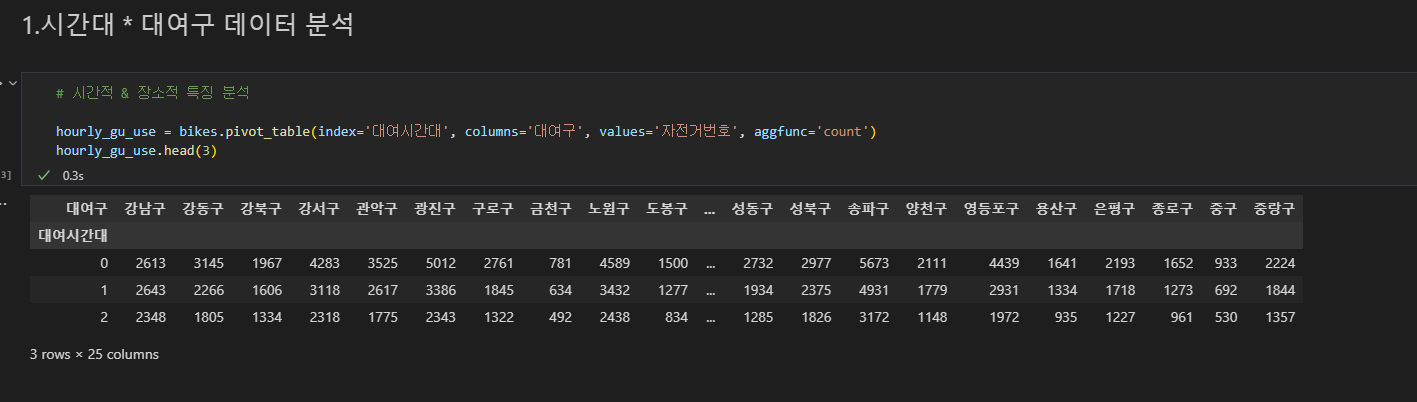 1.시간대 * 대여구 데이터 분석
# 시간적 & 장소적 특징 분석
hourly_gu_use = bikes.pivot_table(index='대여시간대', columns='대여구', values='자전거번호', aggfunc='count')
hourly_gu_use.head(3)
3] 0.3s
대여구 강남구 강동구 강북구 강서구 관악구 광진구 구로구 금천구 노원구 도봉구 ... 성동구 성북구 송파구 양천구 영등포구 용산구 은평구 종로구 중구 중랑구
대여시간대
0 2613 3145 1967 4283 3525 5012 2761 781 4589 1500 ... 2732 2977 5673 2111 4439 1641 2193 1652 933 2224
1 2643 2266 1606 3118 2617 3386 1845 634 3432 1277 ... 1934 2375 4931 1779 2931 1334 1718 1273 692 1844
2 2348 1805 1334 2318 1775 2343 1322 492 2438 834 ... 1285 1826 3172 1148 1972 935 1227 961 530 1357
3 rows × 25 columns